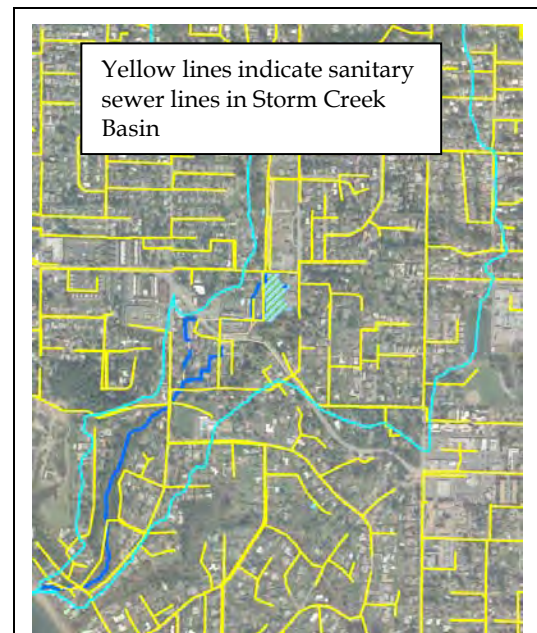 Yellow lines indicate sanitary
sewer lines in Storm Creek
Basin